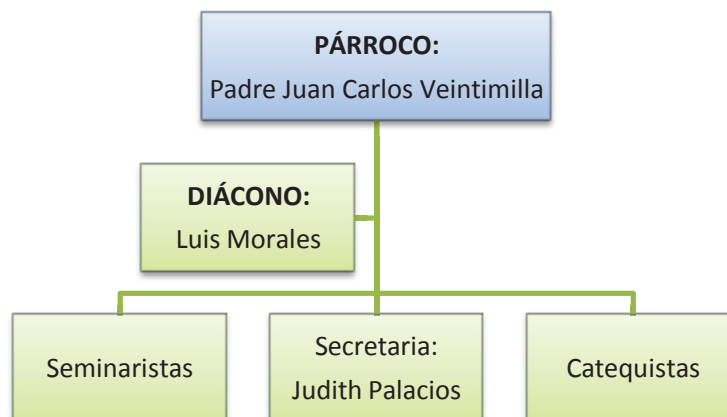 PÁRROCO:
Padre Juan Carlos Veintimilla
DIÁCONO:
Luis Morales
Seminaristas
Secretaria:
Judith Palacios
Catequistas